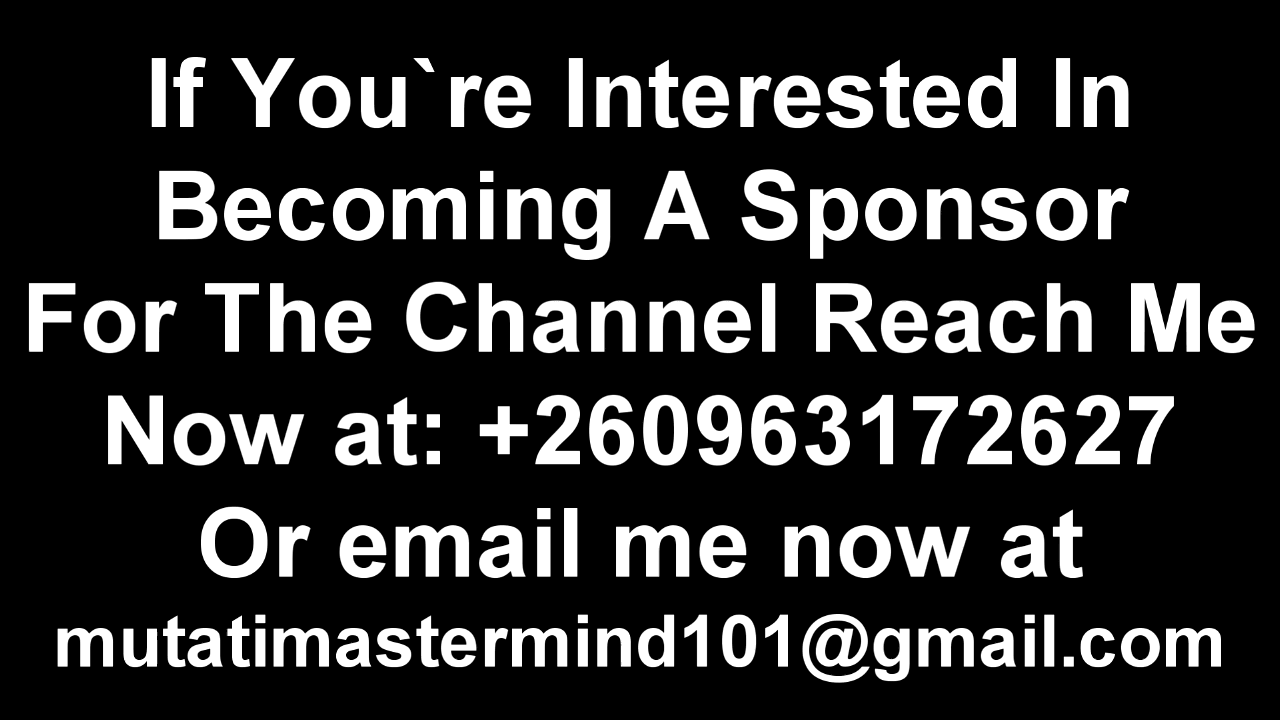 If You`re Interested In
Becoming A Sponsor
For The Channel Reach Me
Now at: +260963172627
Or email me now at
mutatimastermind101@gmail.com